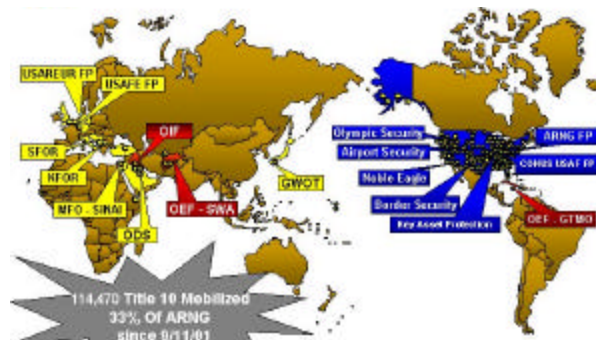 USAREUR FP
USAFE FP
SFOR
KFOR
MFO - SINAI
ODS
OIF
OEF - SWA
GWOT
Olympic Security
Airport Security
Noble Eagle
Border Security
Key Asset Protection
ARNG FP
CONUS USAF FP
OEF - GTMO
114,470 Title 10 Mobilized
33% Of ARNG
since 9/11/01